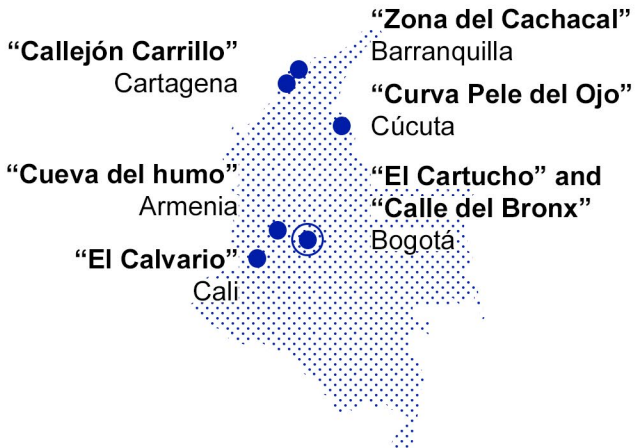 “Zona del Cachacal”
Barranquilla
“Callejón Carrillo”
Cartagena
“Curva Pele del Ojo”
Cúcuta
“Cueva del humo”
Armenia
“El Cartucho” and
“Calle del Bronx”
Bogotá
“El Calvario”
Cali